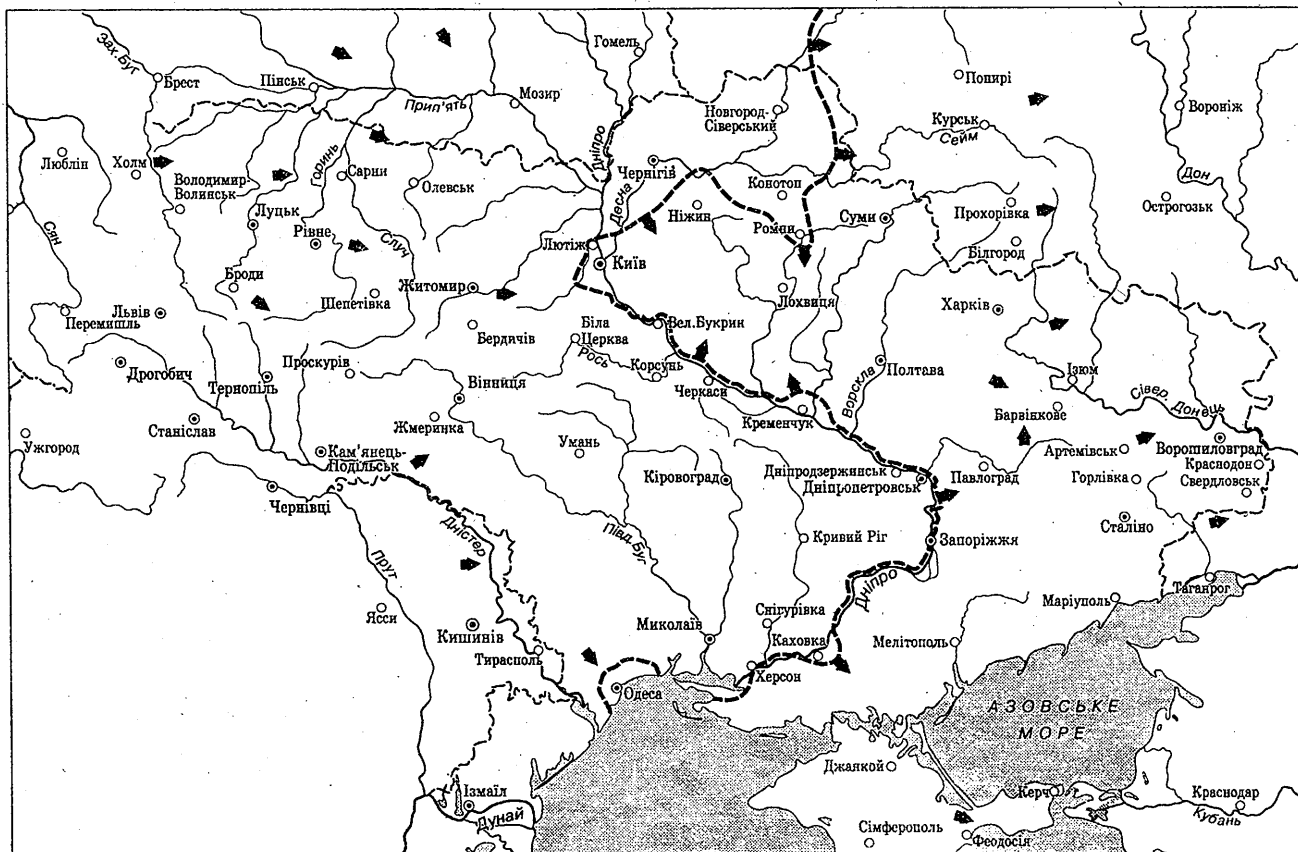 Зах.Буг
Брест
Пінськ
Прип'ять
Мозир
Гомель
Дніпро
Новгород-
Сіверський
Понирі
Курськ
Сейм
Вороніж
Дон
Острогозьк
Люблін
Холм
Володимир-
Волинськ
Горинь
Сарни
Олевськ
Луцьк
Рівне
Случ
Чернігів
Десна
Ніжин
Конотоп
Ромни
Суми
Прохорівка
Білгород
Сян
Броди
Шепетівка
Житомир
Лютіж
Київ
Лохвиця
Харків
Перемишль
Львів
Бердичів
Біла
Церква
Рось
Вел.Букрин
Корсунь
Черкаси
Ворскла
Полтава
Ізюм
Сівер. Донець
Дрогобич
Тернопіль
Проскурів
Вінниця
Жмеринка
Умань
Кременчук
Барвінкове
Ужгород
Станіслав
Кам'янець-
Подільськ
Кіровоград
Дніпродзержинськ
Дніпропетровськ
Павлоград
Артемівськ
Ворошиловград
Краснодон
Горлівка
Свердловськ
Чернівці
Дністер
Півд.Буг
Кривий Ріг
Запоріжжя
Сталіно
Прут
Дніпро
Ясси
Кишинів
Миколаїв
Снігурівка
Каховка
Мелітополь
Маріуполь
Таганрог
Тирасполь
Одеса
Херсон
АЗОВСЬКЕ
МОРЕ
Джаякой
Ізмаїл
Дунай
Керч
Краснодар
Кубань
Сімферополь
Феодосія